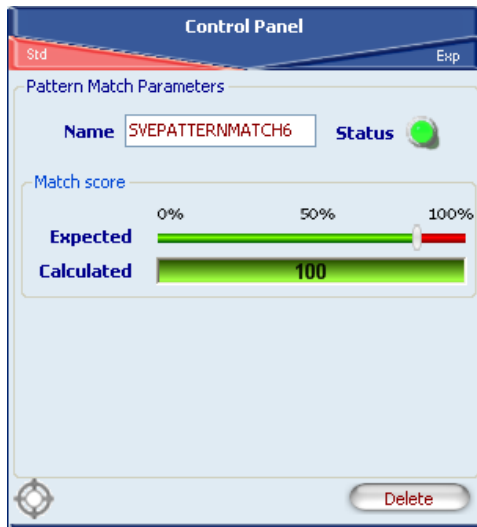 Control Panel
Std Exp
Pattern Match Parameters
Name SVEPATTERNMATCH6 Status
Match score
0% 50% 100%
Expected
Calculated 100
Delete